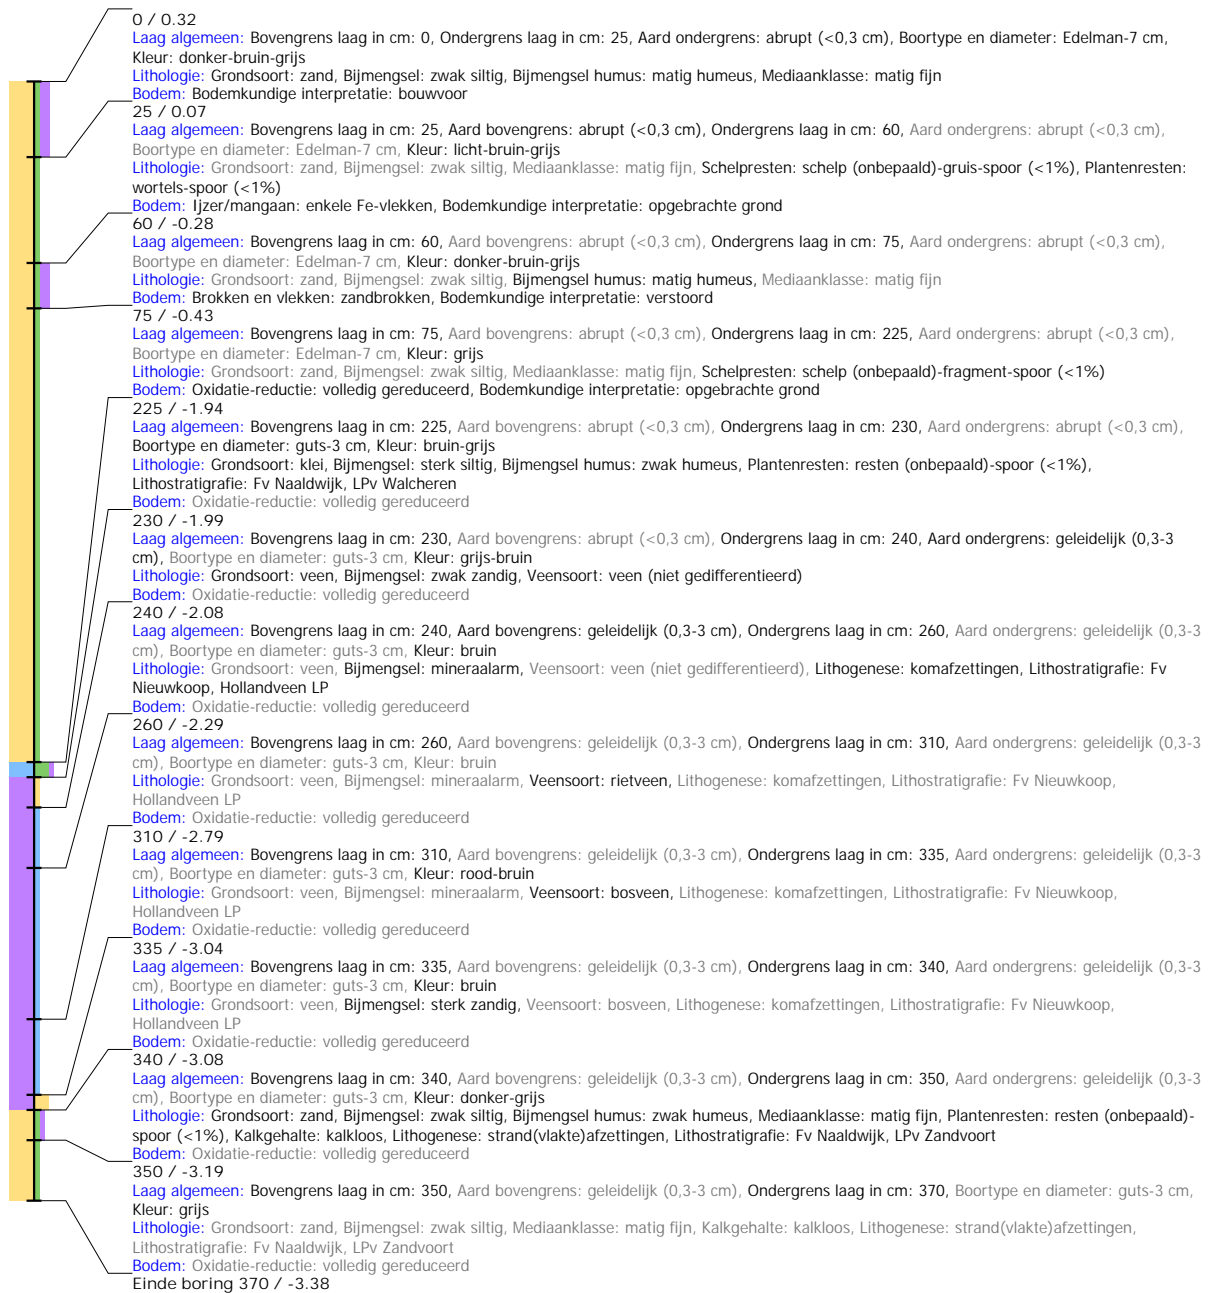 0 / 0.32
Laag algemeen: Bovengrens laag in cm: 0, Ondergrens laag in cm: 25, Aard ondergrens: abrupt (<0,3 cm), Boortype en diameter: Edelman-7 cm,
Kleur: donker-bruin-grijs
Lithologie: Grondsoort: zand, Bijmengsel: zwak siltig, Bijmengsel humus: matig humeus, Mediaanklasse: matig fijn
Bodem: Bodemkundige interpretatie: bouwvoor
25 / 0.07
Laag algemeen: Bovengrens laag in cm: 25, Aard bovengrens: abrupt (<0,3 cm), Ondergrens laag in cm: 60, Aard ondergrens: abrupt (<0,3 cm),
Boortype en diameter: Edelman-7 cm, Kleur: licht-bruin-grijs
Lithologie: Grondsoort: zand, Bijmengsel: zwak siltig, Mediaanklasse: matig fijn, Schelpresten: schelp (onbepaald)-gruis-spoor (<1%), Plantenresten:
wortels-spoor (<1%)
Bodem: Ijzer/mangaan: enkele Fe-vlekken, Bodemkundige interpretatie: opgebrachte grond
60 / -0.28
Laag algemeen: Bovengrens laag in cm: 60, Aard bovengrens: abrupt (<0,3 cm), Ondergrens laag in cm: 75, Aard ondergrens: abrupt (<0,3 cm),
Boortype en diameter: Edelman-7 cm, Kleur: donker-bruin-grijs
Lithologie: Grondsoort: zand, Bijmengsel: zwak siltig, Bijmengsel humus: matig humeus, Mediaanklasse: matig fijn
Bodem: Brokken en vlekken: zandbrokken, Bodemkundige interpretatie: verstoord
75 / -0.43
Laag algemeen: Bovengrens laag in cm: 75, Aard bovengrens: abrupt (<0,3 cm), Ondergrens laag in cm: 225, Aard ondergrens: abrupt (<0,3 cm),
Boortype en diameter: Edelman-7 cm, Kleur: grijs
Lithologie: Grondsoort: zand, Bijmengsel: zwak siltig, Mediaanklasse: matig fijn, Schelpresten: schelp (onbepaald)-fragment-spoor (<1%)
Bodem: Oxidatie-reductie: volledig gereduceerd, Bodemkundige interpretatie: opgebrachte grond
225 / -1.94
Laag algemeen: Bovengrens laag in cm: 225, Aard bovengrens: abrupt (<0,3 cm), Ondergrens laag in cm: 230, Aard ondergrens: abrupt (<0,3 cm),
Boortype en diameter: guts-3 cm, Kleur: bruin-grijs
Lithologie: Grondsoort: klei, Bijmengsel: sterk siltig, Bijmengsel humus: zwak humeus, Plantenresten: resten (onbepaald)-spoor (<1%),
Lithostratigrafie: Fv Naaldwijk, LPv Walcheren
Bodem: Oxidatie-reductie: volledig gereduceerd
230 / -1.99
Laag algemeen: Bovengrens laag in cm: 230, Aard bovengrens: abrupt (<0,3 cm), Ondergrens laag in cm: 240, Aard ondergrens: geleidelijk (0,3-3
cm), Boortype en diameter: guts-3 cm, Kleur: grijs-bruin
Lithologie: Grondsoort: veen, Bijmengsel: zwak zandig, Veensoort: veen (niet gedifferentieerd)
Bodem: Oxidatie-reductie: volledig gereduceerd
240 / -2.08
Laag algemeen: Bovengrens laag in cm: 240, Aard bovengrens: geleidelijk (0,3-3 cm), Ondergrens laag in cm: 260, Aard ondergrens: geleidelijk (0,3-3
cm), Boortype en diameter: guts-3 cm, Kleur: bruin
Lithologie: Grondsoort: veen, Bijmengsel: mineraalarm, Veensoort: veen (niet gedifferentieerd), Lithogenese: komafzettingen, Lithostratigrafie: Fv
Nieuwkoop, Hollandveen LP
Bodem: Oxidatie-reductie: volledig gereduceerd
260 / -2.29
Laag algemeen: Bovengrens laag in cm: 260, Aard bovengrens: geleidelijk (0,3-3 cm), Ondergrens laag in cm: 310, Aard ondergrens: geleidelijk (0,3-3
cm), Boortype en diameter: guts-3 cm, Kleur: bruin
Lithologie: Grondsoort: veen, Bijmengsel: mineraalarm, Veensoort: rietveen, Lithogenese: komafzettingen, Lithostratigrafie: Fv Nieuwkoop,
Hollandveen LP
Bodem: Oxidatie-reductie: volledig gereduceerd
310 / -2.79
Laag algemeen: Bovengrens laag in cm: 310, Aard bovengrens: geleidelijk (0,3-3 cm), Ondergrens laag in cm: 335, Aard ondergrens: geleidelijk (0,3-3
cm), Boortype en diameter: guts-3 cm, Kleur: rood-bruin
Lithologie: Grondsoort: veen, Bijmengsel: mineraalarm, Veensoort: bosveen, Lithogenese: komafzettingen, Lithostratigrafie: Fv Nieuwkoop,
Hollandveen LP
Bodem: Oxidatie-reductie: volledig gereduceerd
335 / -3.04
Laag algemeen: Bovengrens laag in cm: 335, Aard bovengrens: geleidelijk (0,3-3 cm), Ondergrens laag in cm: 340, Aard ondergrens: geleidelijk (0,3-3
cm), Boortype en diameter: guts-3 cm, Kleur: bruin
Lithologie: Grondsoort: veen, Bijmengsel: sterk zandig, Veensoort: bosveen, Lithogenese: komafzettingen, Lithostratigrafie: Fv Nieuwkoop,
Hollandveen LP
Bodem: Oxidatie-reductie: volledig gereduceerd
340 / -3.08
Laag algemeen: Bovengrens laag in cm: 340, Aard bovengrens: geleidelijk (0,3-3 cm), Ondergrens laag in cm: 350, Aard ondergrens: geleidelijk (0,3-3
cm), Boortype en diameter: guts-3 cm, Kleur: donker-grijs
Lithologie: Grondsoort: zand, Bijmengsel: zwak siltig, Bijmengsel humus: zwak humeus, Mediaanklasse: matig fijn, Plantenresten: resten (onbepaald)-
spoor (<1%), Kalkgehalte: kalkloos, Lithogenese: strand(vlakte)afzettingen, Lithostratigrafie: Fv Naaldwijk, LPv Zandvoort
Bodem: Oxidatie-reductie: volledig gereduceerd
350 / -3.19
Laag algemeen: Bovengrens laag in cm: 350, Aard bovengrens: geleidelijk (0,3-3 cm), Ondergrens laag in cm: 370, Boortype en diameter: guts-3 cm,
Kleur: grijs
Lithologie: Grondsoort: zand, Bijmengsel: zwak siltig, Mediaanklasse: matig fijn, Kalkgehalte: kalkloos, Lithogenese: strand(vlakte)afzettingen,
Lithostratigrafie: Fv Naaldwijk, LPv Zandvoort
Bodem: Oxidatie-reductie: volledig gereduceerd
Einde boring 370 / -3.38